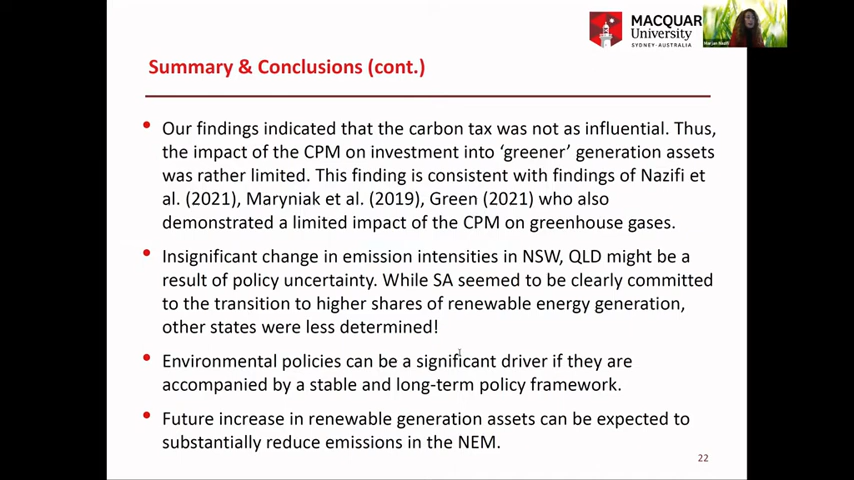 MACQUAR
University
SYDNEY·AUSTRALIA
Summary & Conclusions (cont.)
• Our findings indicated that the carbon tax was not as influential. Thus,
the impact of the CPM on investment into ‘greener’ generation assets
was rather limited. This finding is consistent with findings of Nazifi et
al. (2021), Maryniak et al. (2019), Green (2021) who also
demonstrated a limited impact of the CPM on greenhouse gases.
• Insignificant change in emission intensities in NSW, QLD might be a
result of policy uncertainty. While SA seemed to be clearly committed
to the transition to higher shares of renewable energy generation,
other states were less determined!
• Environmental policies can be a significant driver if they are
accompanied by a stable and long-term policy framework.
• Future increase in renewable generation assets can be expected to
substantially reduce emissions in the NEM.
22